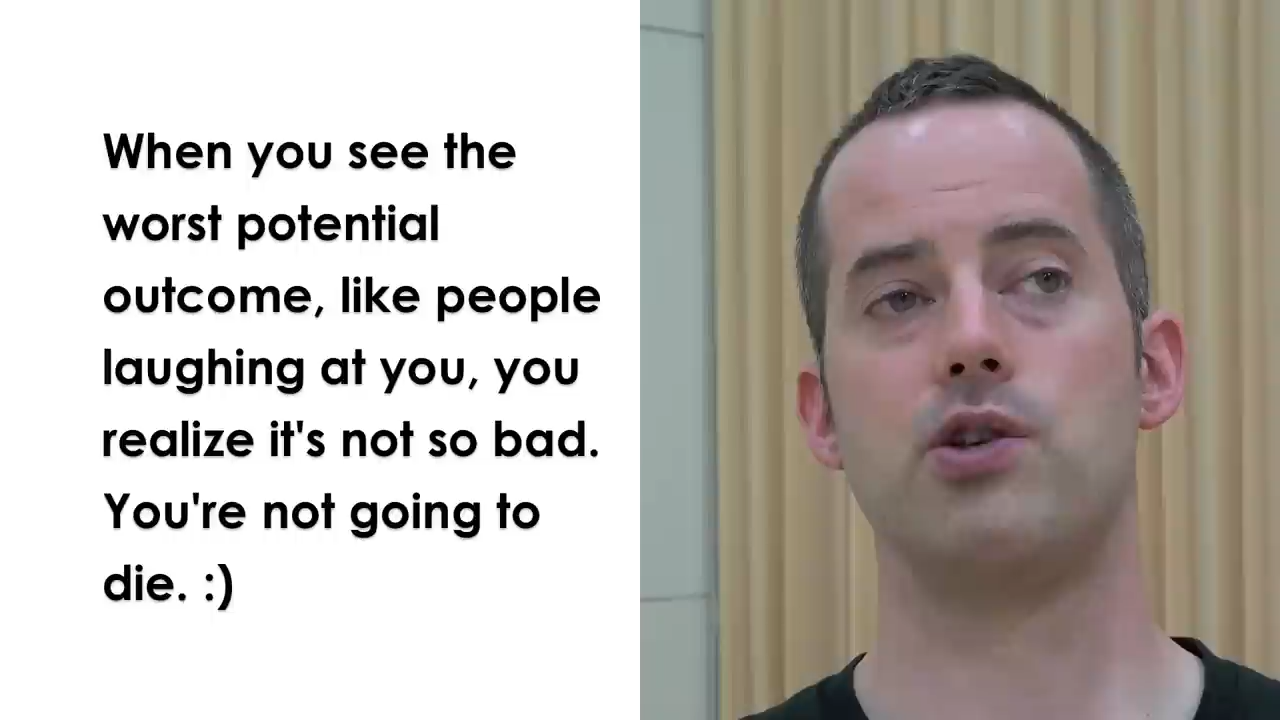 When you see the
worst potential
outcome, like people
laughing at you, you
realize it's not so bad.
You're not going to
die. :)